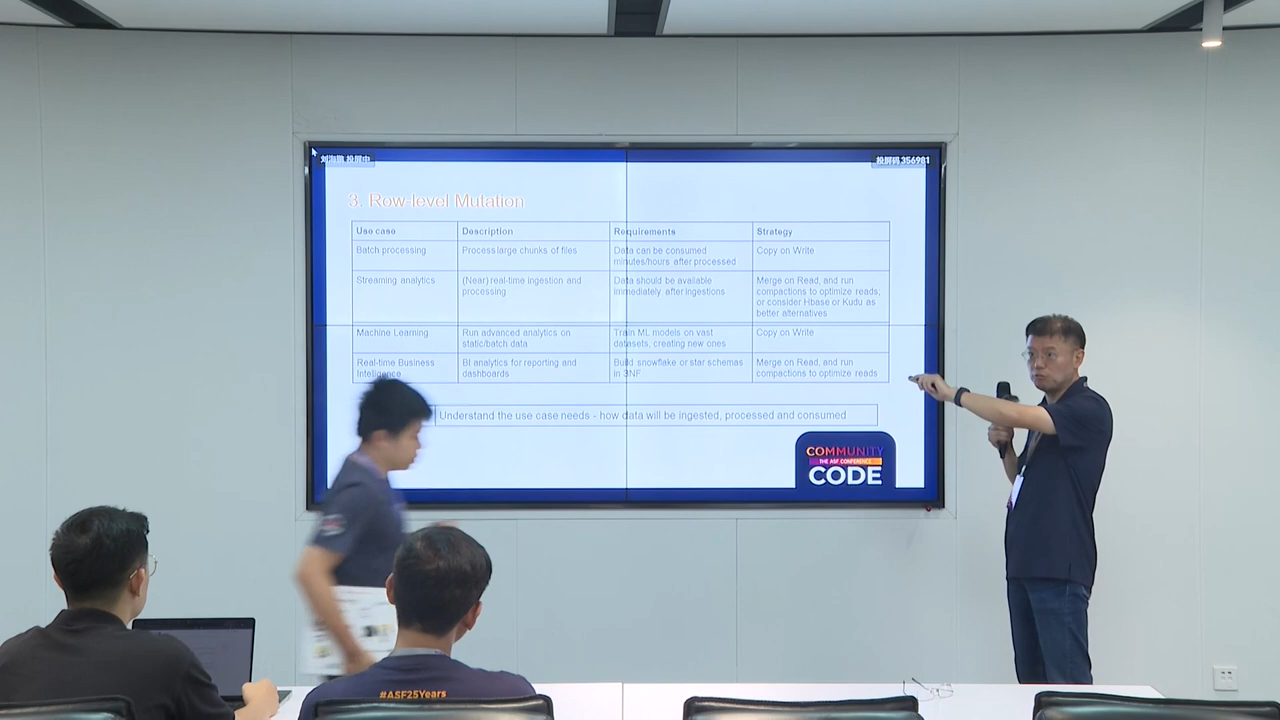 刘海鹏 投屏中
投屏码 356981
3. Row-level Mutation
Use case
Description
Requirements
Strategy
Batch processing
Process large chunks of files
Data can be consumed
minutes/hours after processed
Copy on Write
Streaming analytics
(Near) real-time ingestion and
processing
Data should be available
immediately after Ingestions
Merge on Read, and run
compactions to optimize reads;
or consider Hbase or Kudu as
better alternatives
Machine Learning
Run advanced analytics on
static/batch data
Train ML models on vast
datasets, creating new ones
Copy on Write
Real-time Business
Intelligence
BI analytics for reporting and
dashboards
Build snowflake or star schemas
in 3NF
Merge on Read, and run
compactions to optimize reads
Understand the use case needs - how data will be ingested, processed and consumed
COMMUNITY
THE ASF CONFERENCE
CODE
#ASF25Years